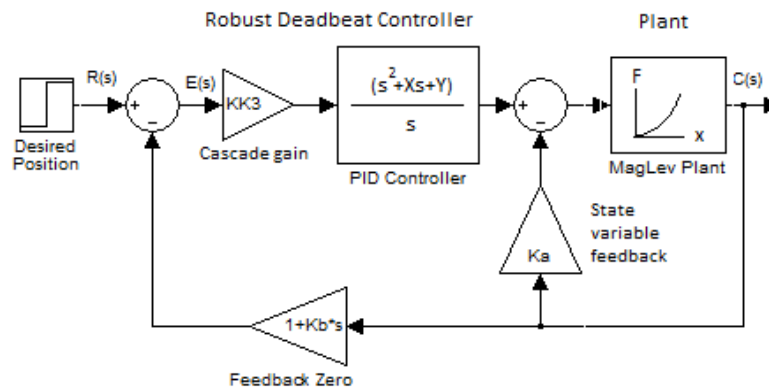 Robust Deadbeat Controller
Plant
R(s)
E(s)
C(s)
+
−
KK3
(s²+Xs+Y)
s
+
−
F
x
Desired
Position
Cascade gain
PID Controller
MagLev Plant
State
variable
feedback
Ka
1+Kb*s
Feedback Zero